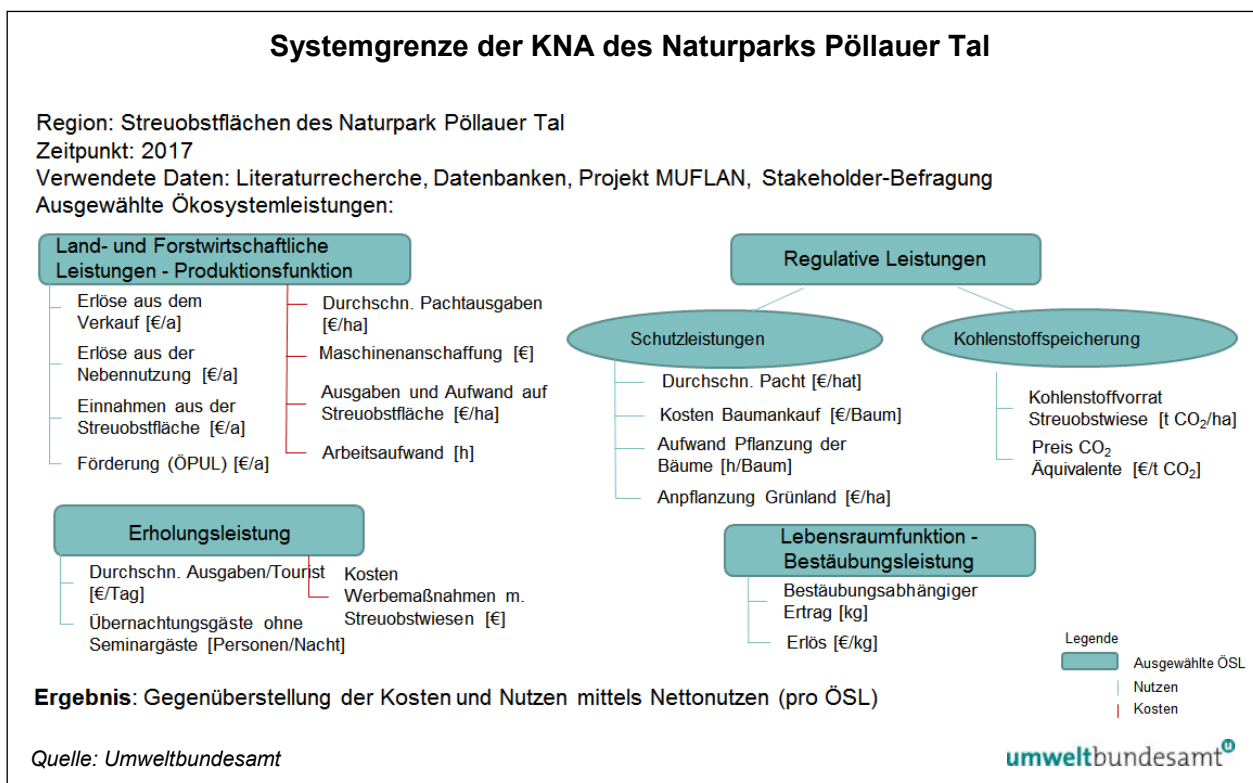 Systemgrenze der KNA des Naturparks Pöllauer Tal
Region: Streuobstflächen des Naturpark Pöllauer Tal
Zeitpunkt: 2017
Verwendete Daten: Literaturrecherche, Datenbanken, Projekt MUFLAN, Stakeholder-Befragung
Ausgewählte Ökosystemleistungen:
Land- und Forstwirtschaftliche
Leistungen - Produktionsfunktion
Erlöse aus dem
Verkauf [€/a]
Erlöse aus der
Nebennutzung [€/a]
Einnahmen aus der
Streuobstfläche [€/a]
Förderung (ÖPUL) [€/a]
Durchschn. Pachtausgaben
[€/ha]
Maschinenanschaffung [€]
Ausgaben und Aufwand auf
Streuobstfläche [€/ha]
Arbeitsaufwand [h]
Regulative Leistungen
Schutzleistungen
Durchschn. Pacht [€/hat]
Kosten Baumankauf [€/Baum]
Aufwand Pflanzung der
Bäume [h/Baum]
Anpflanzung Grünland [€/ha]
Kohlenstoffspeicherung
Kohlenstoffvorrat
Streuobstwiese [t CO₂/ha]
Preis CO₂
Äquivalente [€/t CO₂]
Erholungsleistung
Durchschn. Ausgaben/Tourist
[€/Tag]
Übernachtungsgäste ohne
Seminargäste [Personen/Nacht]
Kosten
Werbemaßnahmen m.
Streuobstwiesen [€]
Lebensraumfunktion -
Bestäubungsleistung
Bestäubungsabhängiger
Ertrag [kg]
Erlös [€/kg]
Legende
Ausgewählte ÖSL
Nutzen
Kosten
Ergebnis: Gegenüberstellung der Kosten und Nutzen mittels Nettonutzen (pro ÖSL)
Quelle: Umweltbundesamt
umweltbundesamt
u